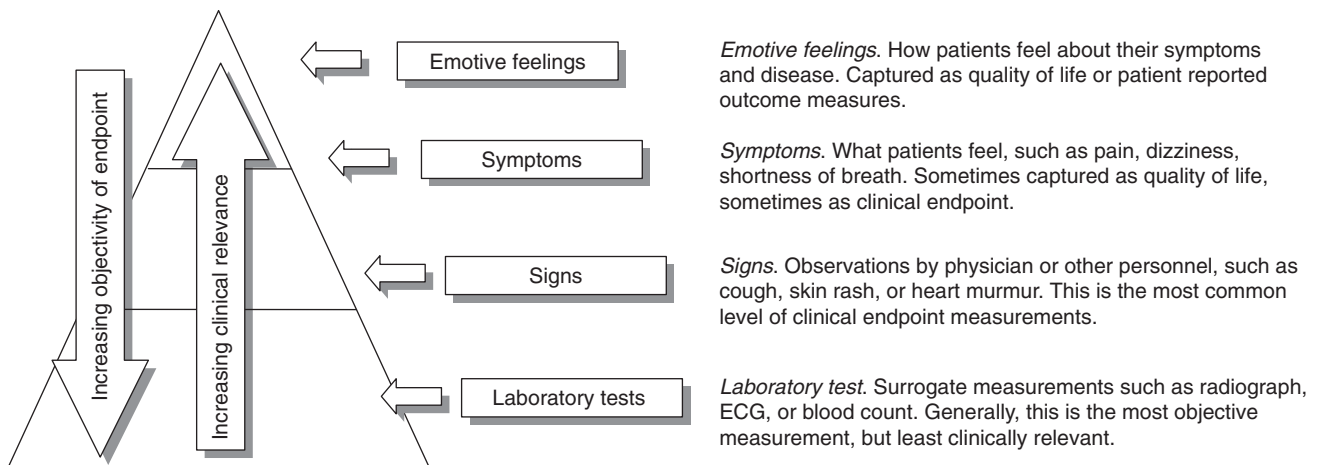 Increasing objectivity of endpoint
Increasing clinical relevance
Emotive feelings
Emotive feelings. How patients feel about their symptoms
and disease. Captured as quality of life or patient reported
outcome measures.
Symptoms
Symptoms. What patients feel, such as pain, dizziness,
shortness of breath. Sometimes captured as quality of life,
sometimes as clinical endpoint.
Signs
Signs. Observations by physician or other personnel, such as
cough, skin rash, or heart murmur. This is the most common
level of clinical endpoint measurements.
Laboratory tests
Laboratory test. Surrogate measurements such as radiograph,
ECG, or blood count. Generally, this is the most objective
measurement, but least clinically relevant.